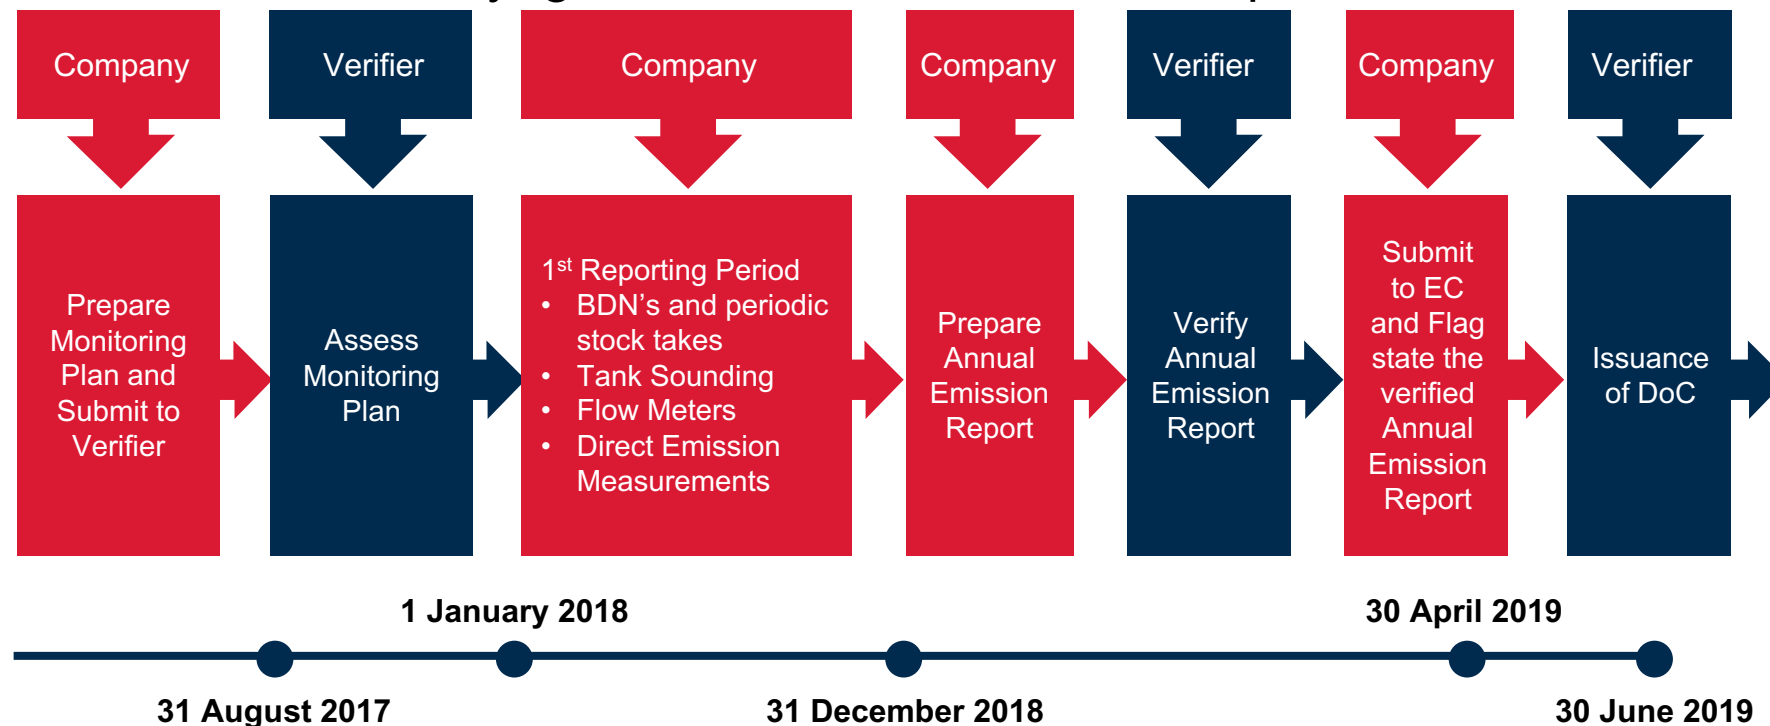 Company
Verifier
Company
Company
Verifier
Company
Verifier
Prepare
Monitoring
Plan and
Submit to
Verifier
Assess
Monitoring
Plan
1st Reporting Period
• BDN’s and periodic
stock takes
• Tank Sounding
• Flow Meters
• Direct Emission
Measurements
Prepare
Annual
Emission
Report
Verify
Annual
Emission
Report
Submit
to EC
and Flag
state the
verified
Annual
Emission
Report
Issuance
of DoC
1 January 2018
30 April 2019
31 August 2017
31 December 2018
30 June 2019